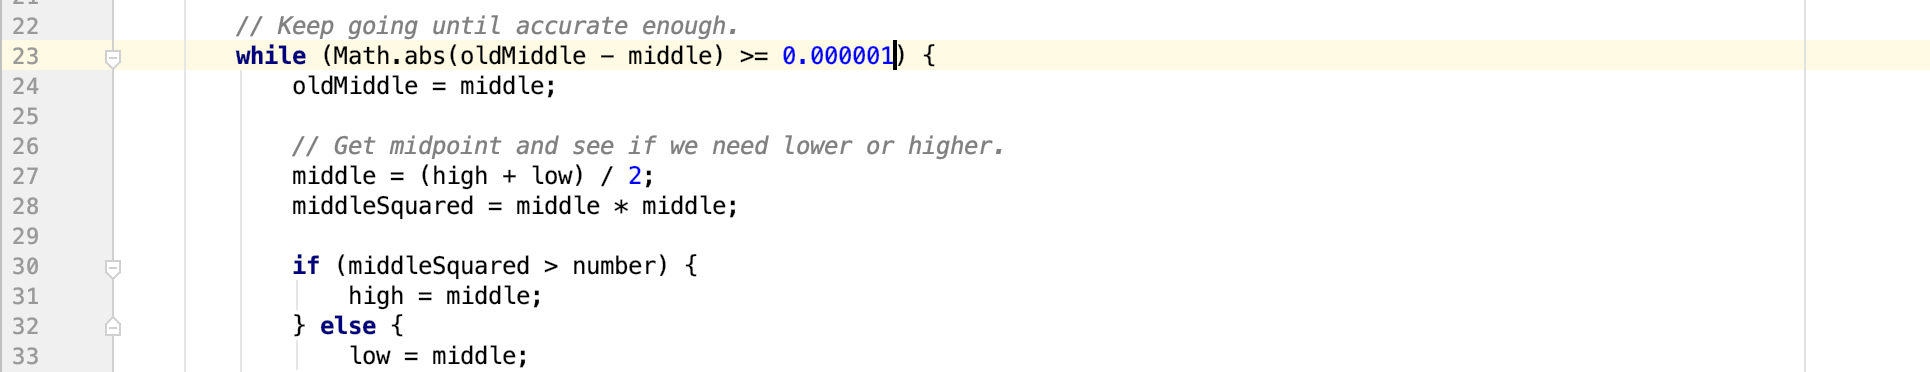 22 // Keep going until accurate enough.
23 while (Math.abs(oldMiddle - middle) >= 0.000001) {
24 oldMiddle = middle;
25
26 // Get midpoint and see if we need lower or higher.
27 middle = (high + low) / 2;
28 middleSquared = middle * middle;
29
30 if (middleSquared > number) {
31 high = middle;
32 } else {
33 low = middle;